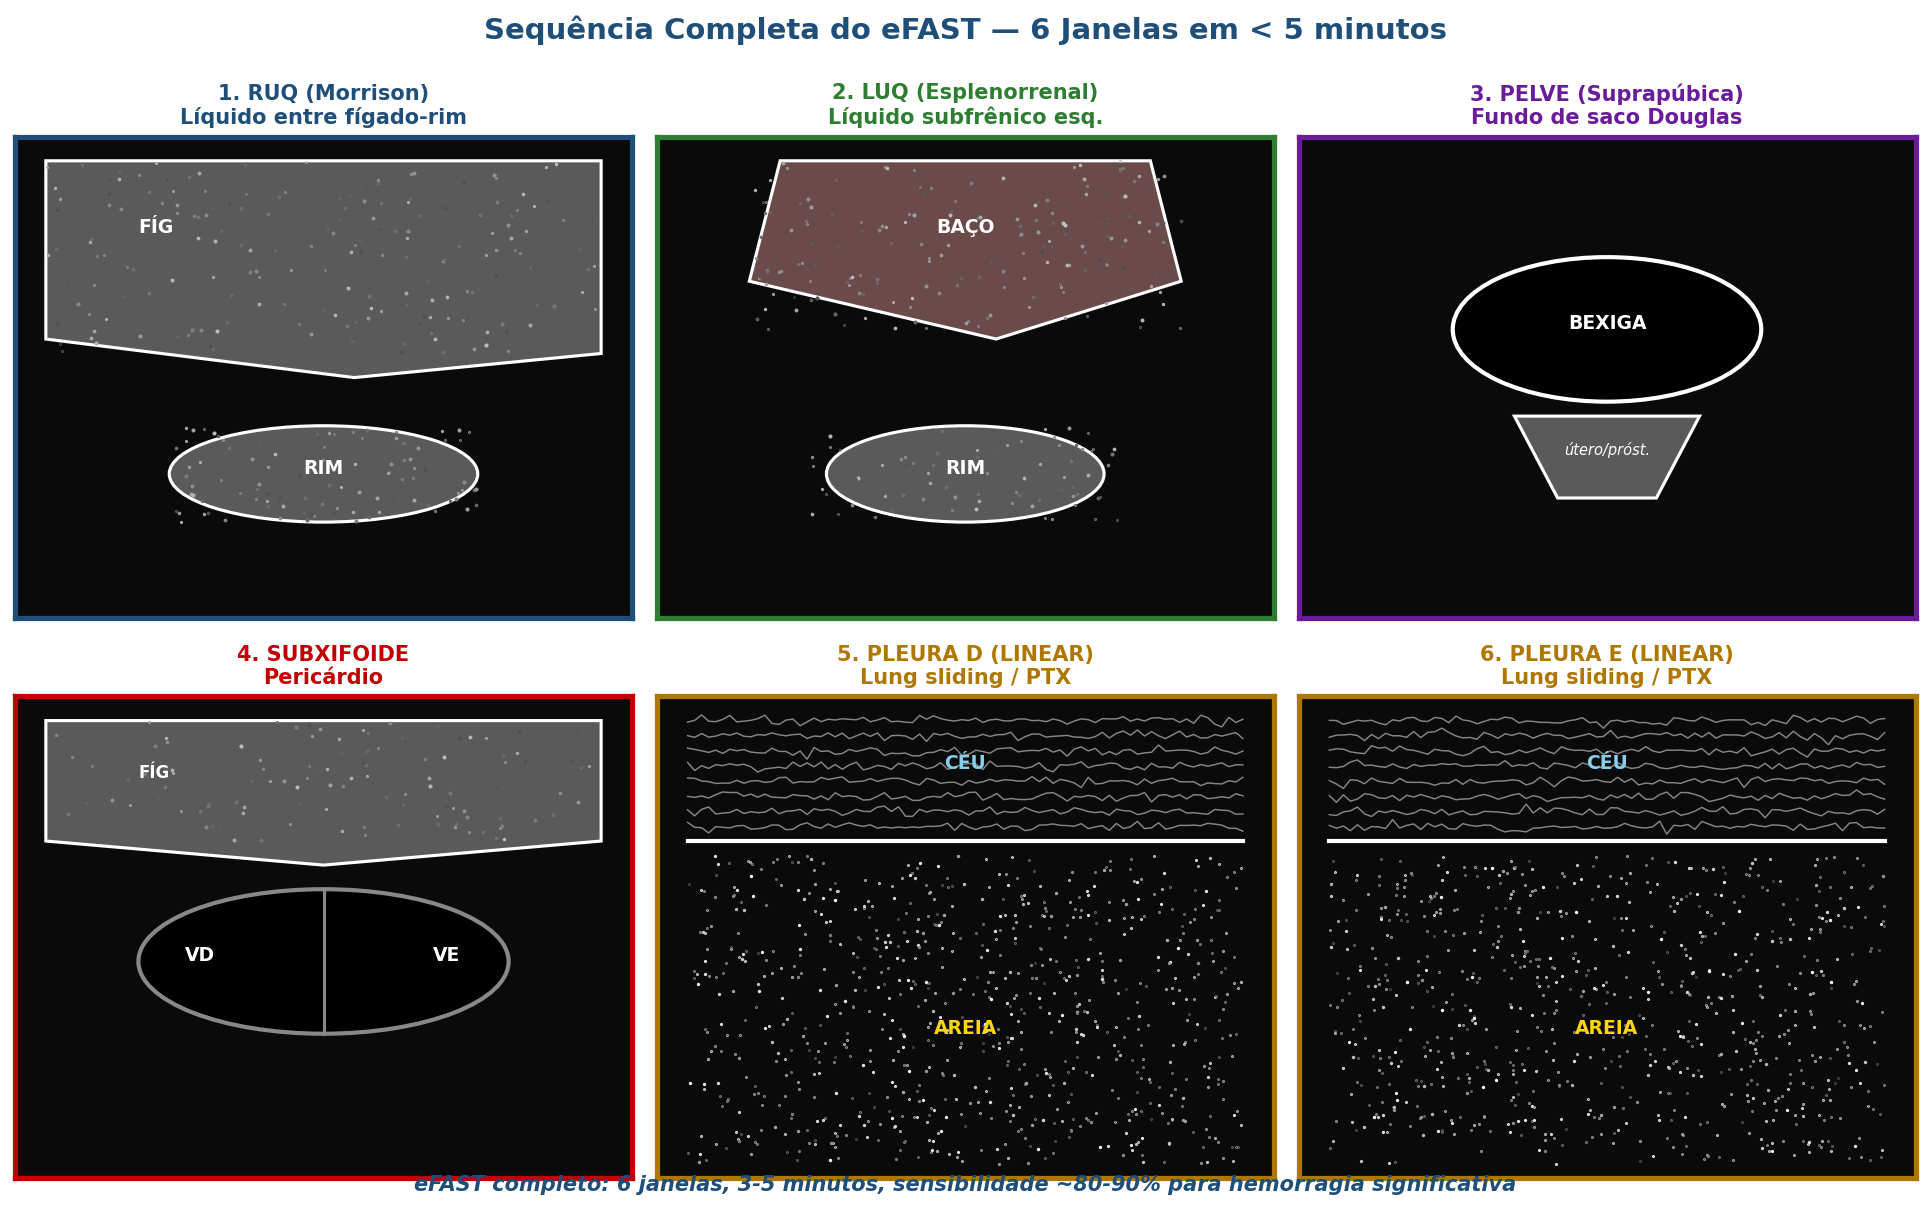 Sequência Completa do eFAST — 6 Janelas em < 5 minutos
1. RUQ (Morrison)
Líquido entre fígado-rim
FÍG
RIM
2. LUQ (Esplenorrenal)
Líquido subfrênico esq.
BAÇO
RIM
3. PELVE (Suprapúbica)
Fundo de saco Douglas
BEXIGA
útero/próst.
4. SUBXIFOIDE
Pericárdio
FÍG
VD
VE
5. PLEURA D (LINEAR)
Lung sliding / PTX
CÉU
AREIA
6. PLEURA E (LINEAR)
Lung sliding / PTX
CÉU
AREIA
eFAST completo: 6 janelas, 3-5 minutos, sensibilidade ~80-90% para hemorragia significativa